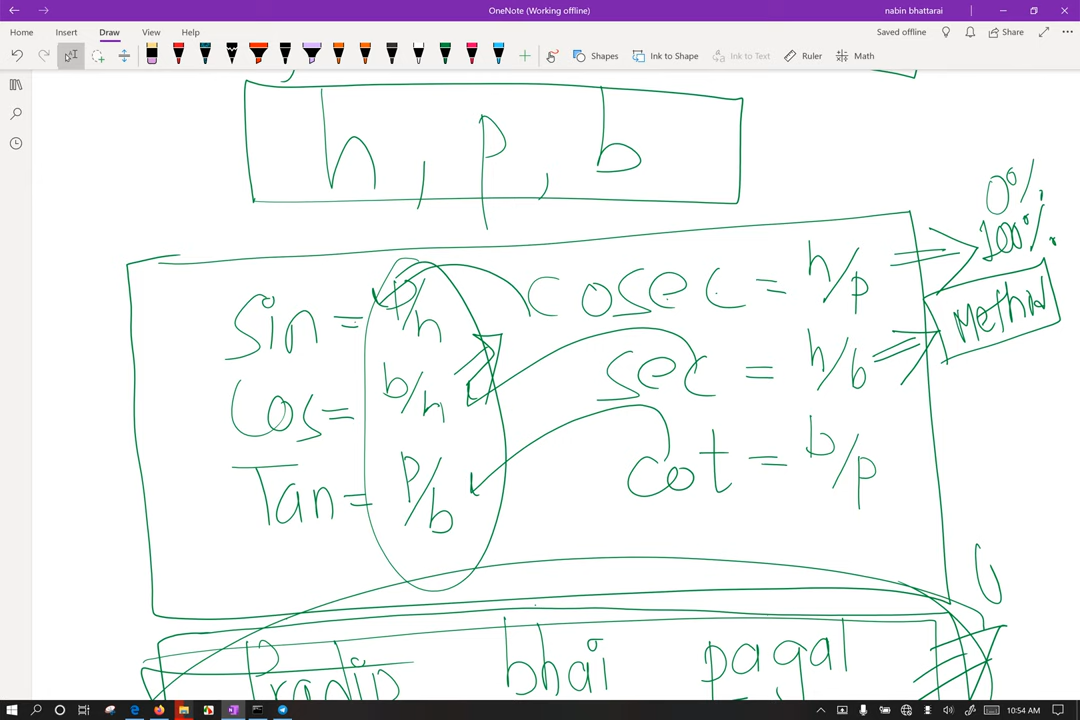 OneNote (Working offline)
nabin bhattarai
Home Insert Draw View Help
Saved offline
Share
Shapes
Ink to Shape
Ink to Text
Ruler
Math
h, p, b
0%
100%
Method
sin = p/h
cosec = h/p
cos = b/h
sec = h/b
Tan = p/b
cot = b/p
bhai pagal
10:54 AM